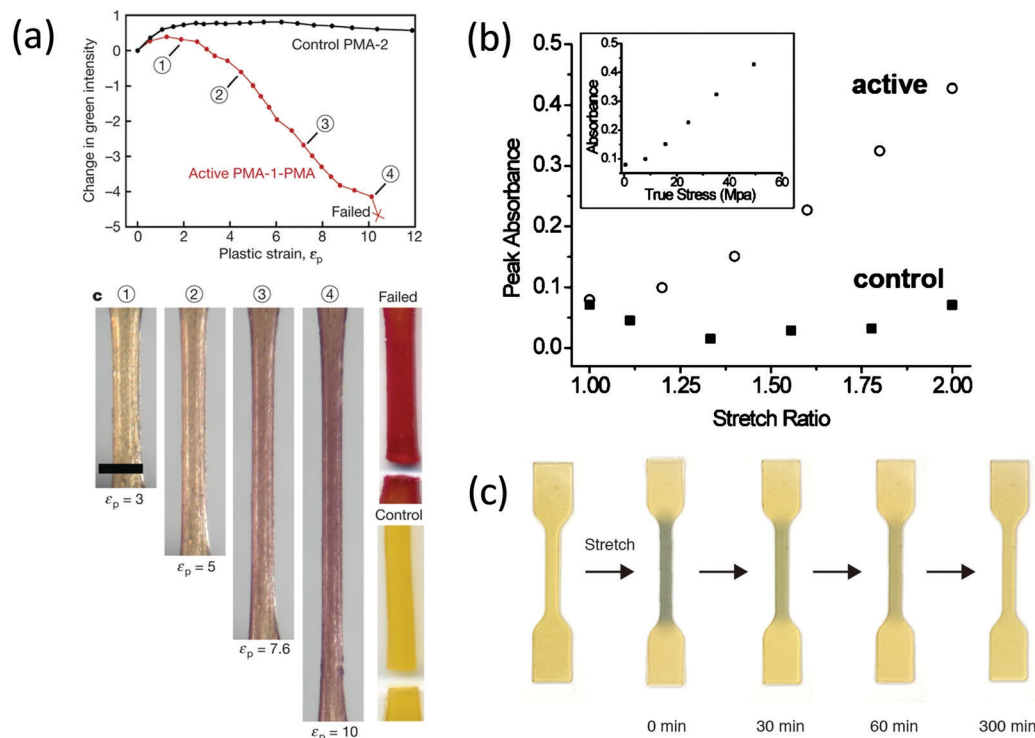 (a)
1
0
−1
−2
−3
−4
−5
Change in green intensity
Control PMA-2
①
②
③
④
Active PMA-1-PMA
Failed
0 2 4 6 8 10 12
Plastic strain, εp
c ① ② ③ ④ Failed
εp = 3
εp = 5
εp = 7.6
εp = 10
Control
Failed
(b)
0.5
0.4
0.3
0.2
0.1
0.0
Peak Absorbance
0.5
0.4
0.3
0.2
0.1
Absorbance
0 20 40 60
True Stress (Mpa)
active
control
1.00 1.25 1.50 1.75 2.00
Stretch Ratio
(c)
Stretch
0 min 30 min 60 min 300 min